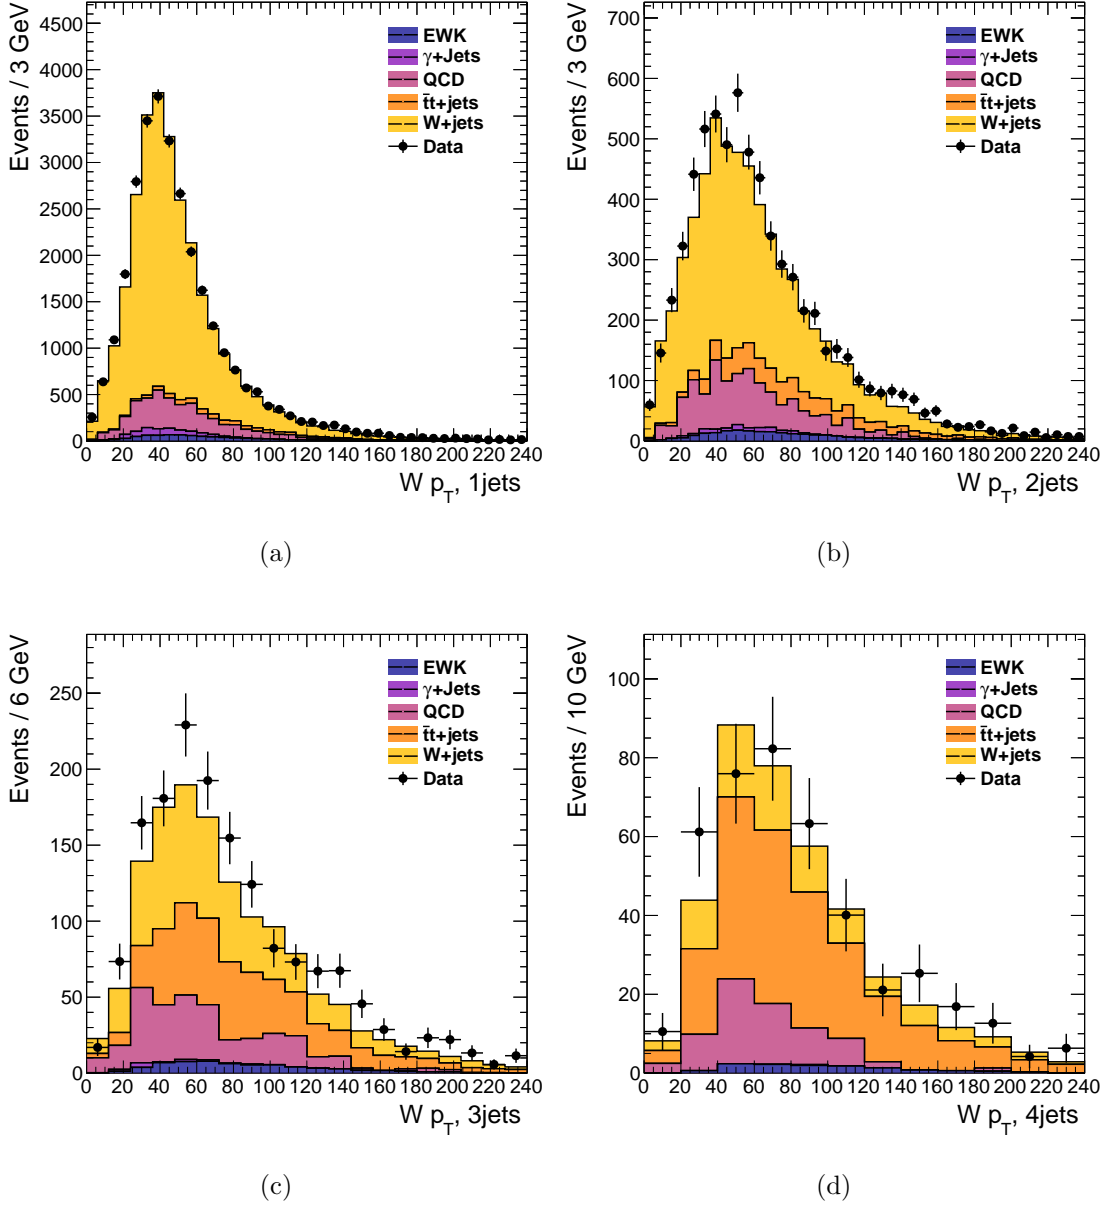 Events / 3 GeV
4500
4000
3500
3000
2500
2000
1500
1000
500
0
EWK
γ+Jets
QCD
t̄t+jets
W+jets
Data
0 20 40 60 80 100 120 140 160 180 200 220 240
W p_T, 1jets
(a)
Events / 3 GeV
700
600
500
400
300
200
100
0
EWK
γ+Jets
QCD
t̄t+jets
W+jets
Data
0 20 40 60 80 100 120 140 160 180 200 220 240
W p_T, 2jets
(b)
Events / 6 GeV
250
200
150
100
50
0
EWK
γ+Jets
QCD
t̄t+jets
W+jets
Data
0 20 40 60 80 100 120 140 160 180 200 220 240
W p_T, 3jets
(c)
Events / 10 GeV
100
80
60
40
20
0
EWK
γ+Jets
QCD
t̄t+jets
W+jets
Data
0 20 40 60 80 100 120 140 160 180 200 220 240
W p_T, 4jets
(d)